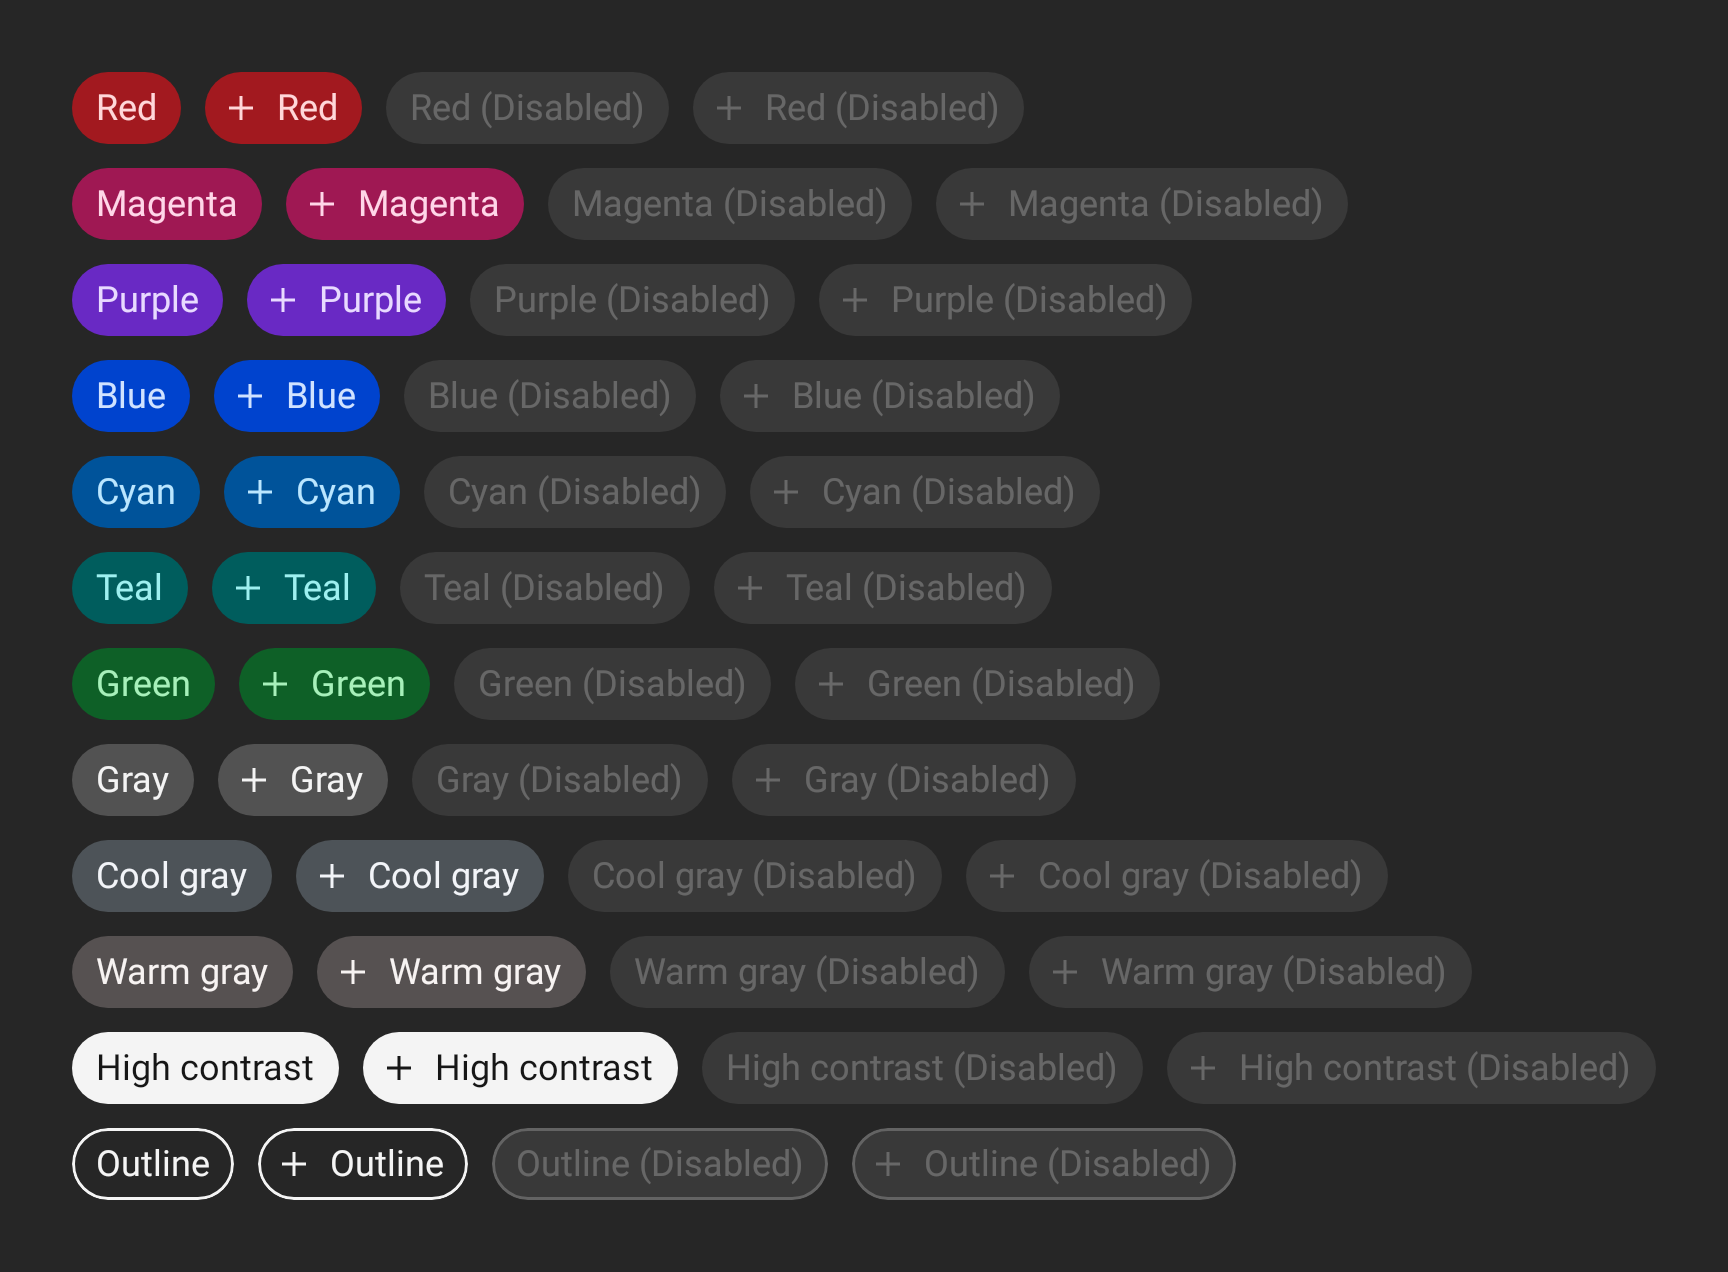 Red + Red Red (Disabled) + Red (Disabled)
Magenta + Magenta Magenta (Disabled) + Magenta (Disabled)
Purple + Purple Purple (Disabled) + Purple (Disabled)
Blue + Blue Blue (Disabled) + Blue (Disabled)
Cyan + Cyan Cyan (Disabled) + Cyan (Disabled)
Teal + Teal Teal (Disabled) + Teal (Disabled)
Green + Green Green (Disabled) + Green (Disabled)
Gray + Gray Gray (Disabled) + Gray (Disabled)
Cool gray + Cool gray Cool gray (Disabled) + Cool gray (Disabled)
Warm gray + Warm gray Warm gray (Disabled) + Warm gray (Disabled)
High contrast + High contrast High contrast (Disabled) + High contrast (Disabled)
Outline + Outline Outline (Disabled) + Outline (Disabled)